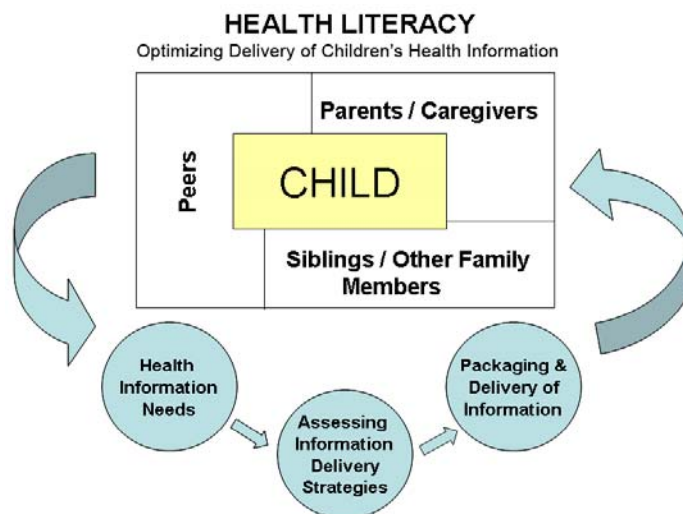 HEALTH LITERACY
Optimizing Delivery of Children's Health Information
Parents / Caregivers
Peers
CHILD
Siblings / Other Family
Members
Health
Information
Needs
Assessing
Information
Delivery
Strategies
Packaging &
Delivery of
Information